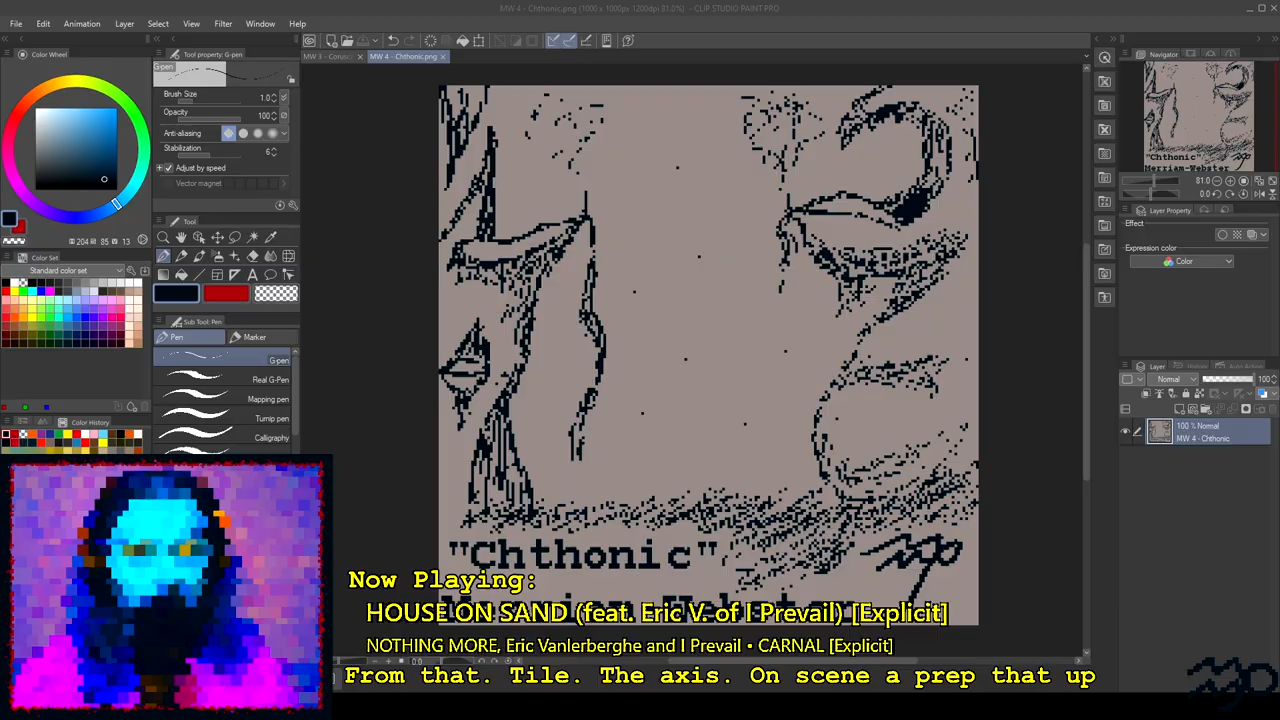 MW 4 - Chthonic.png (1000 x 1000px 1200dpi 81.0%) - CLIP STUDIO PAINT PRO
File Edit Animation Layer Select View Filter Window Help
MW 4 - Chthonic.png
Color Wheel
Tool property: G-pen
Navigator
G-pen
Brush Size 1.0
Opacity 100
Anti-aliasing
Stabilization 6
Adjust by speed
Vector magnet
"Chthonic"
Merriam-Webster
81.0
0.0
Tool
Layer Property
Effect
Expression color
Color
204 85 13
Color Set
Standard color set
Sub Tool: Pen
Pen
Marker
G-pen
Real G-Pen
Mapping pen
Turnip pen
Calligraphy
Layer
Normal 100
100 % Normal
MW 4 - Chthonic
Color History
"Chthonic"
Now Playing:
HOUSE ON SAND (feat. Eric V. of I Prevail) [Explicit]
NOTHING MORE, Eric Vanlerberghe and I Prevail • CARNAL [Explicit]
From that. Tile. The axis. On scene a prep that up